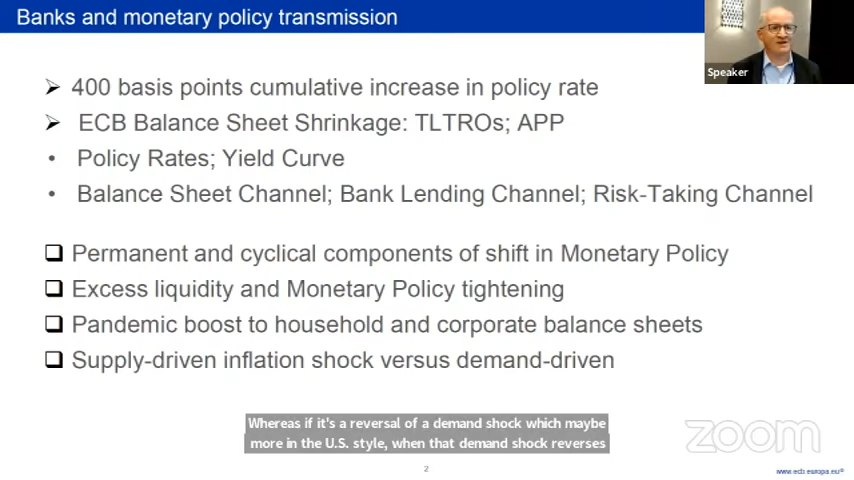 Banks and monetary policy transmission
Speaker
400 basis points cumulative increase in policy rate
ECB Balance Sheet Shrinkage: TLTROs; APP
Policy Rates; Yield Curve
Balance Sheet Channel; Bank Lending Channel; Risk-Taking Channel
Permanent and cyclical components of shift in Monetary Policy
Excess liquidity and Monetary Policy tightening
Pandemic boost to household and corporate balance sheets
Supply-driven inflation shock versus demand-driven
Whereas if it's a reversal of a demand shock which maybe
more in the U.S. style, when that demand shock reverses
zoom
2
www.ecb.europa.eu©